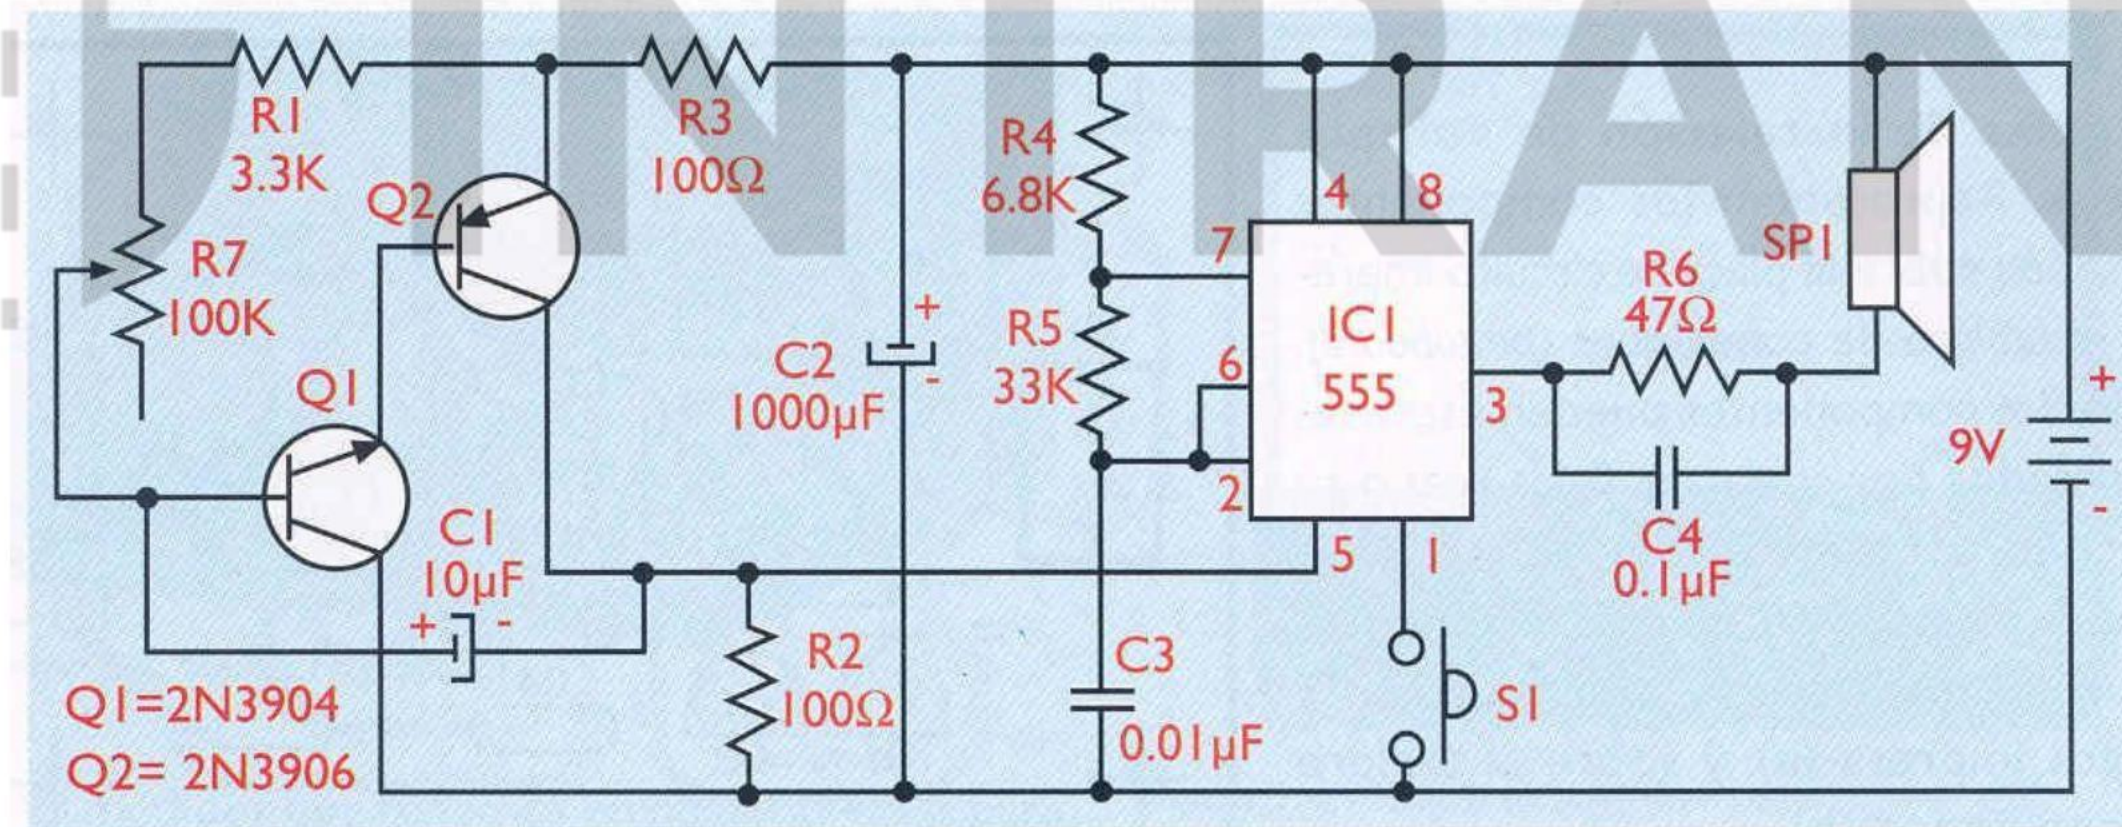 INTRAN
R1
3.3K
R3
100Ω
Q2
R4
6.8K
4
8
7
SP1
R7
100K
R6
47Ω
+
R5
33K
6
IC1
555
C2
1000µF
-
Q1
3
+
9V
2
-
C1
10µF
+
-
5
1
C4
0.1µF
R2
100Ω
C3
0.01µF
S1
Q1=2N3904
Q2= 2N3906